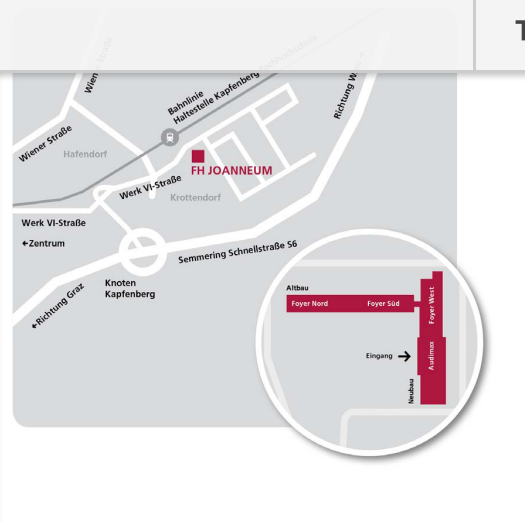 T
Bahnlinie
Haltestelle Kapfenberg Fachhochschule
Wiener Straße
Hafendorf
FH JOANNEUM
Werk VI-Straße
Krottendorf
Werk VI-Straße
←Zentrum
Semmering Schnellstraße S6
Knoten
Kapfenberg
←Richtung Graz
Altbau
Foyer Nord
Foyer Süd
Foyer West
Eingang →
Audimax
Neubau